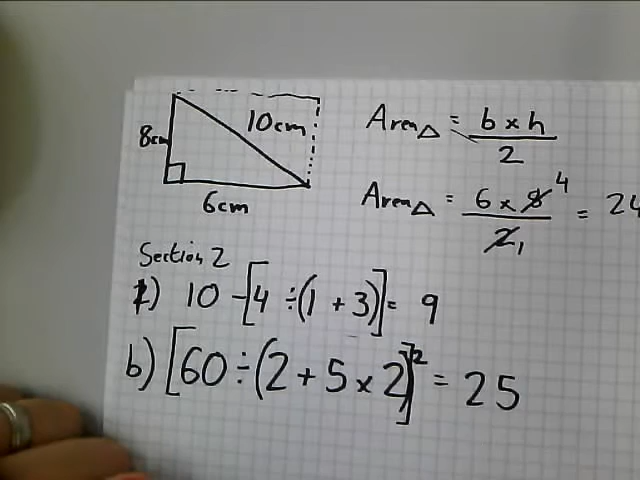 8cm
10cm
6cm
Area△ = b x h / 2
Area△ = 6 x 8 4 / 2 1 = 24
Section 2
1) 10 - [4 ÷ (1 + 3)] = 9
b) [60 ÷ (2 + 5 x 2)]² = 25